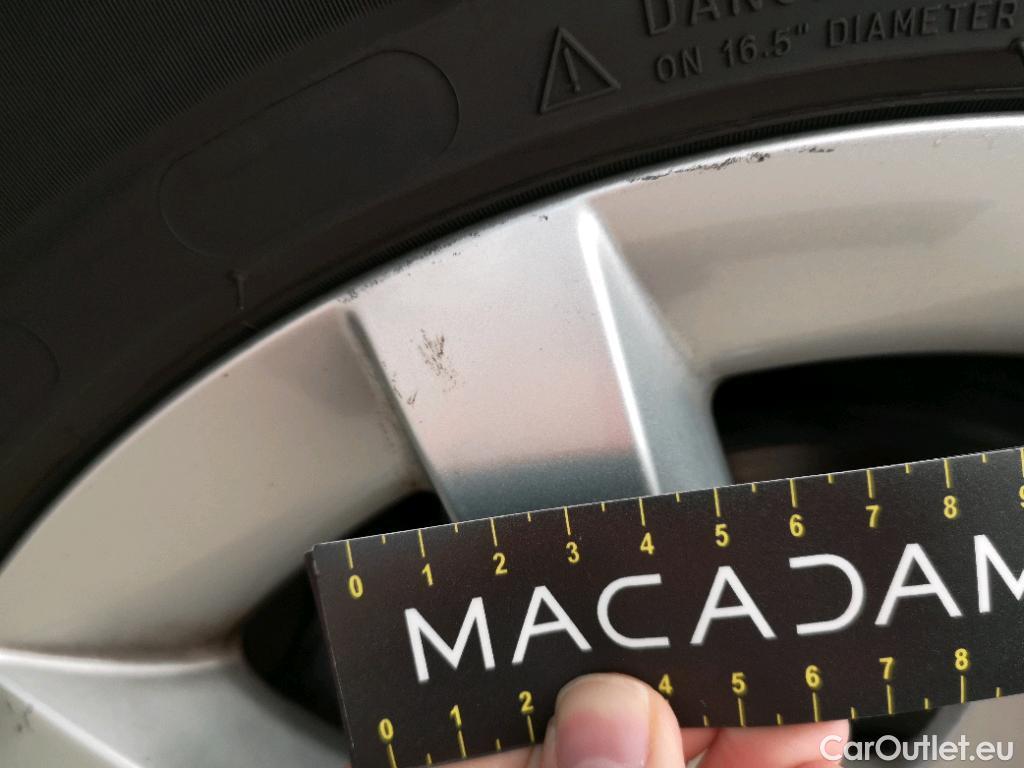 ON 16.5" DIAMETER
0 1 2 3 4 5 6 7 8 9
MACADAM
0 1 2 4 5 6 7 8
CarOutlet.eu